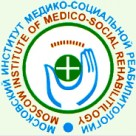 МОСКОВСКИЙ ИНСТИТУТ МЕДИКО-СОЦИАЛЬНОЙ РЕАБИЛИТОЛОГИИ
MOSCOW INSTITUTE OF MEDICO-SOCIAL REHABILITOLOGY